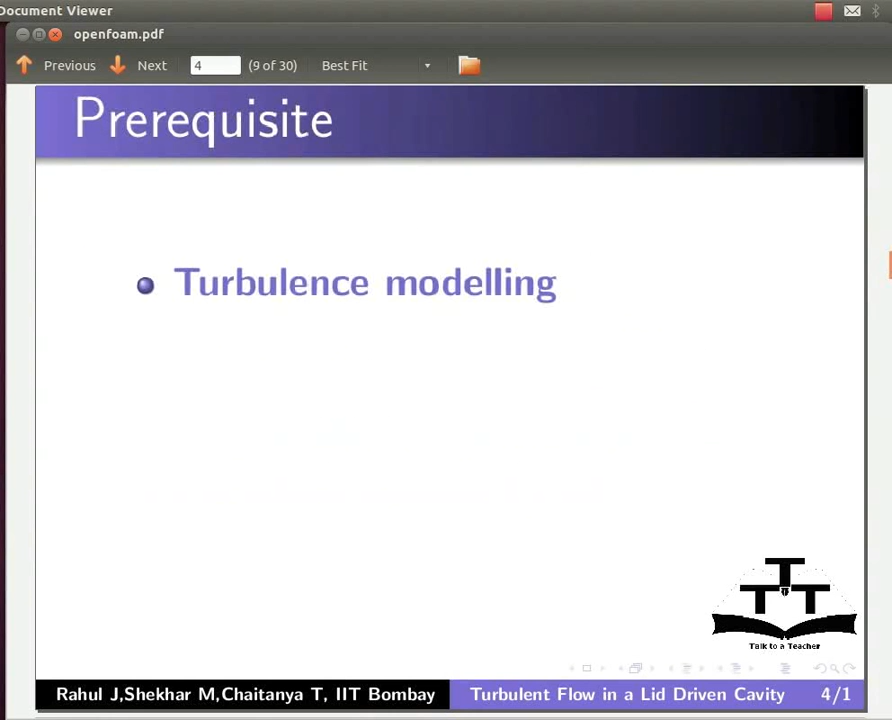 Document Viewer
openfoam.pdf
Previous Next 4 (9 of 30) Best Fit
Prerequisite
Turbulence modelling
T
T T
Talk to a Teacher
Rahul J,Shekhar M,Chaitanya T, IIT Bombay Turbulent Flow in a Lid Driven Cavity 4/1